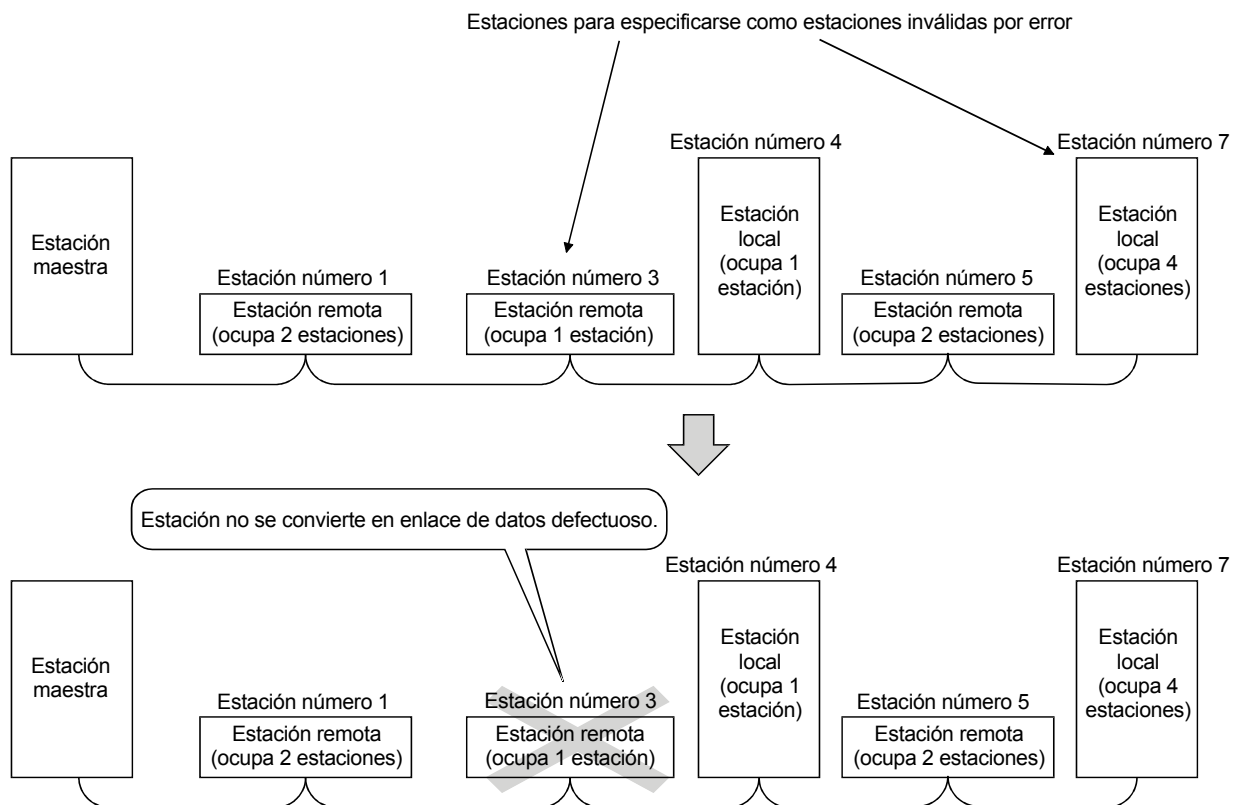 Estaciones para especificarse como estaciones inválidas por error
Estación número 4
Estación número 7
Estación
maestra
Estación número 1
Estación remota
(ocupa 2 estaciones)
Estación número 3
Estación remota
(ocupa 1 estación)
Estación
local
(ocupa 1
estación)
Estación número 5
Estación remota
(ocupa 2 estaciones)
Estación
local
(ocupa 4
estaciones)
Estación no se convierte en enlace de datos defectuoso.
Estación número 4
Estación número 7
Estación
maestra
Estación número 1
Estación remota
(ocupa 2 estaciones)
Estación número 3
Estación remota
(ocupa 1 estación)
Estación
local
(ocupa 1
estación)
Estación número 5
Estación remota
(ocupa 2 estaciones)
Estación
local
(ocupa 4
estaciones)